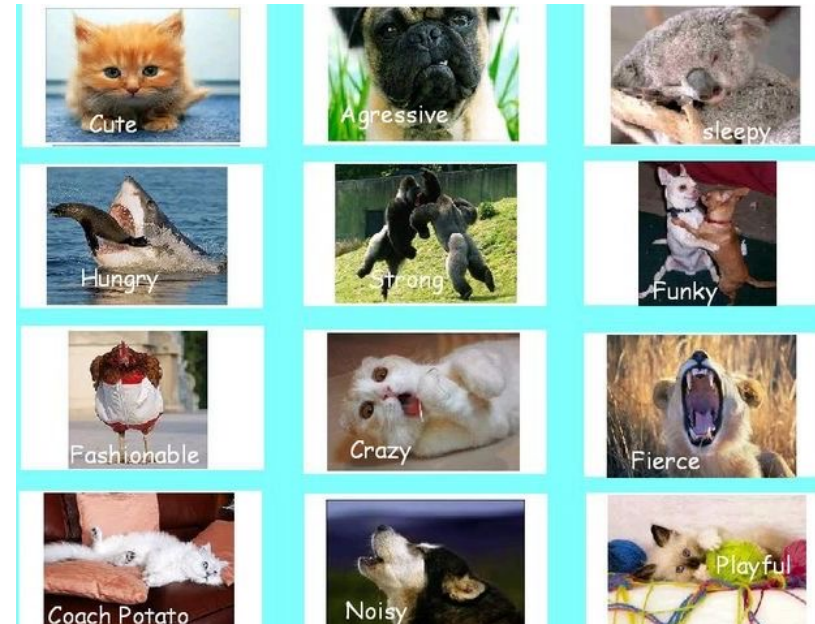 Cute
Agressive
sleepy
Hungry
Strong
Funky
Fashionable
Crazy
Fierce
Coach Potato
Noisy
Playful